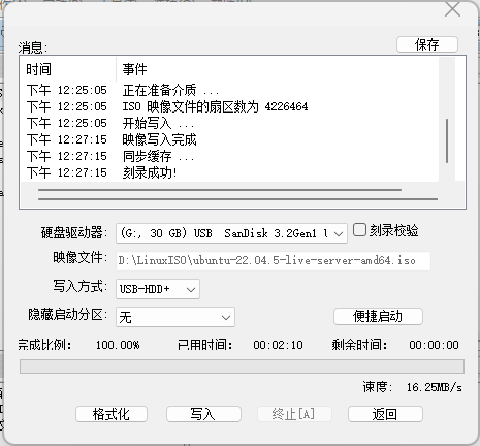 消息:
保存
时间 事件
下午 12:25:05 正在准备介质 ...
下午 12:25:05 ISO 映像文件的扇区数为 4226464
下午 12:25:05 开始写入 ...
下午 12:27:15 映像写入完成
下午 12:27:15 同步缓存 ...
下午 12:27:15 刻录成功!
硬盘驱动器: (G:, 30 GB) USB SanDisk 3.2Gen1 刻录校验
映像文件: D:\LinuxISO\ubuntu-22.04.5-live-server-amd64.iso
写入方式: USB-HDD+
隐藏启动分区: 无 便捷启动
完成比例: 100.00% 已用时间: 00:02:10 剩余时间: 00:00:00
速度: 16.25MB/s
格式化 写入 终止[A] 返回